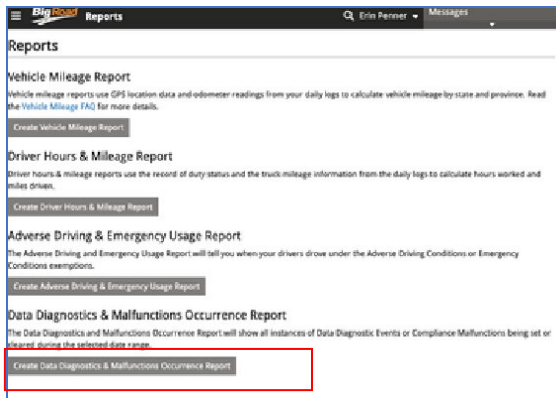 BigRoad Reports Erin Penner Messages
Reports
Vehicle Mileage Report
Vehicle mileage reports use GPS location data and odometer readings from your daily logs to calculate vehicle mileage by state and province. Read
the Vehicle Mileage FAQ for more details.
Create Vehicle Mileage Report
Driver Hours & Mileage Report
Driver hours & mileage reports use the record of duty status and the truck mileage information from the daily logs to calculate hours worked and
miles driven.
Create Driver Hours & Mileage Report
Adverse Driving & Emergency Usage Report
The Adverse Driving and Emergency Usage Report will tell you when your drivers drove under the Adverse Driving Conditions or Emergency
Conditions exemptions.
Create Adverse Driving & Emergency Usage Report
Data Diagnostics & Malfunctions Occurrence Report
The Data Diagnostics and Malfunctions Occurrence Report will show all instances of Data Diagnostic Events or Compliance Malfunctions being set or
cleared during the selected date range.
Create Data Diagnostics & Malfunctions Occurrence Report